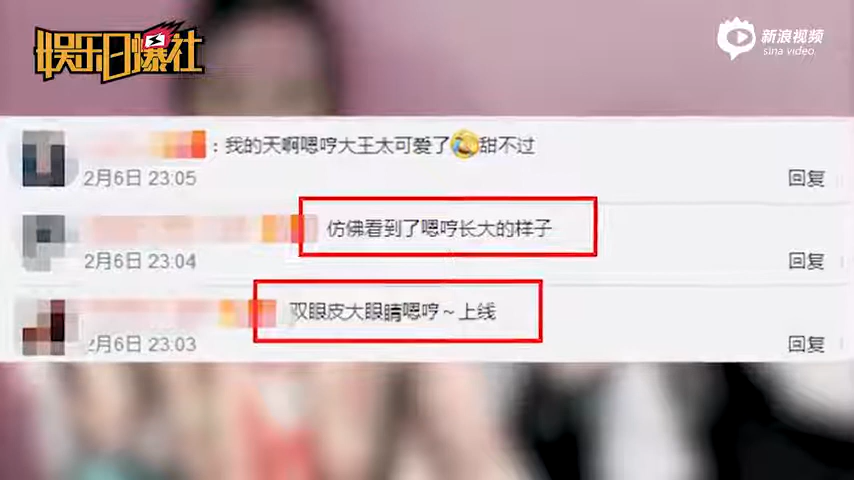 娱乐日爆社
新浪视频
sina video.
：我的天啊嗯哼大王太可爱了甜不过
2月6日 23:05
回复
仿佛看到了嗯哼长大的样子
2月6日 23:04
回复
双眼皮大眼睛嗯哼～上线
2月6日 23:03
回复